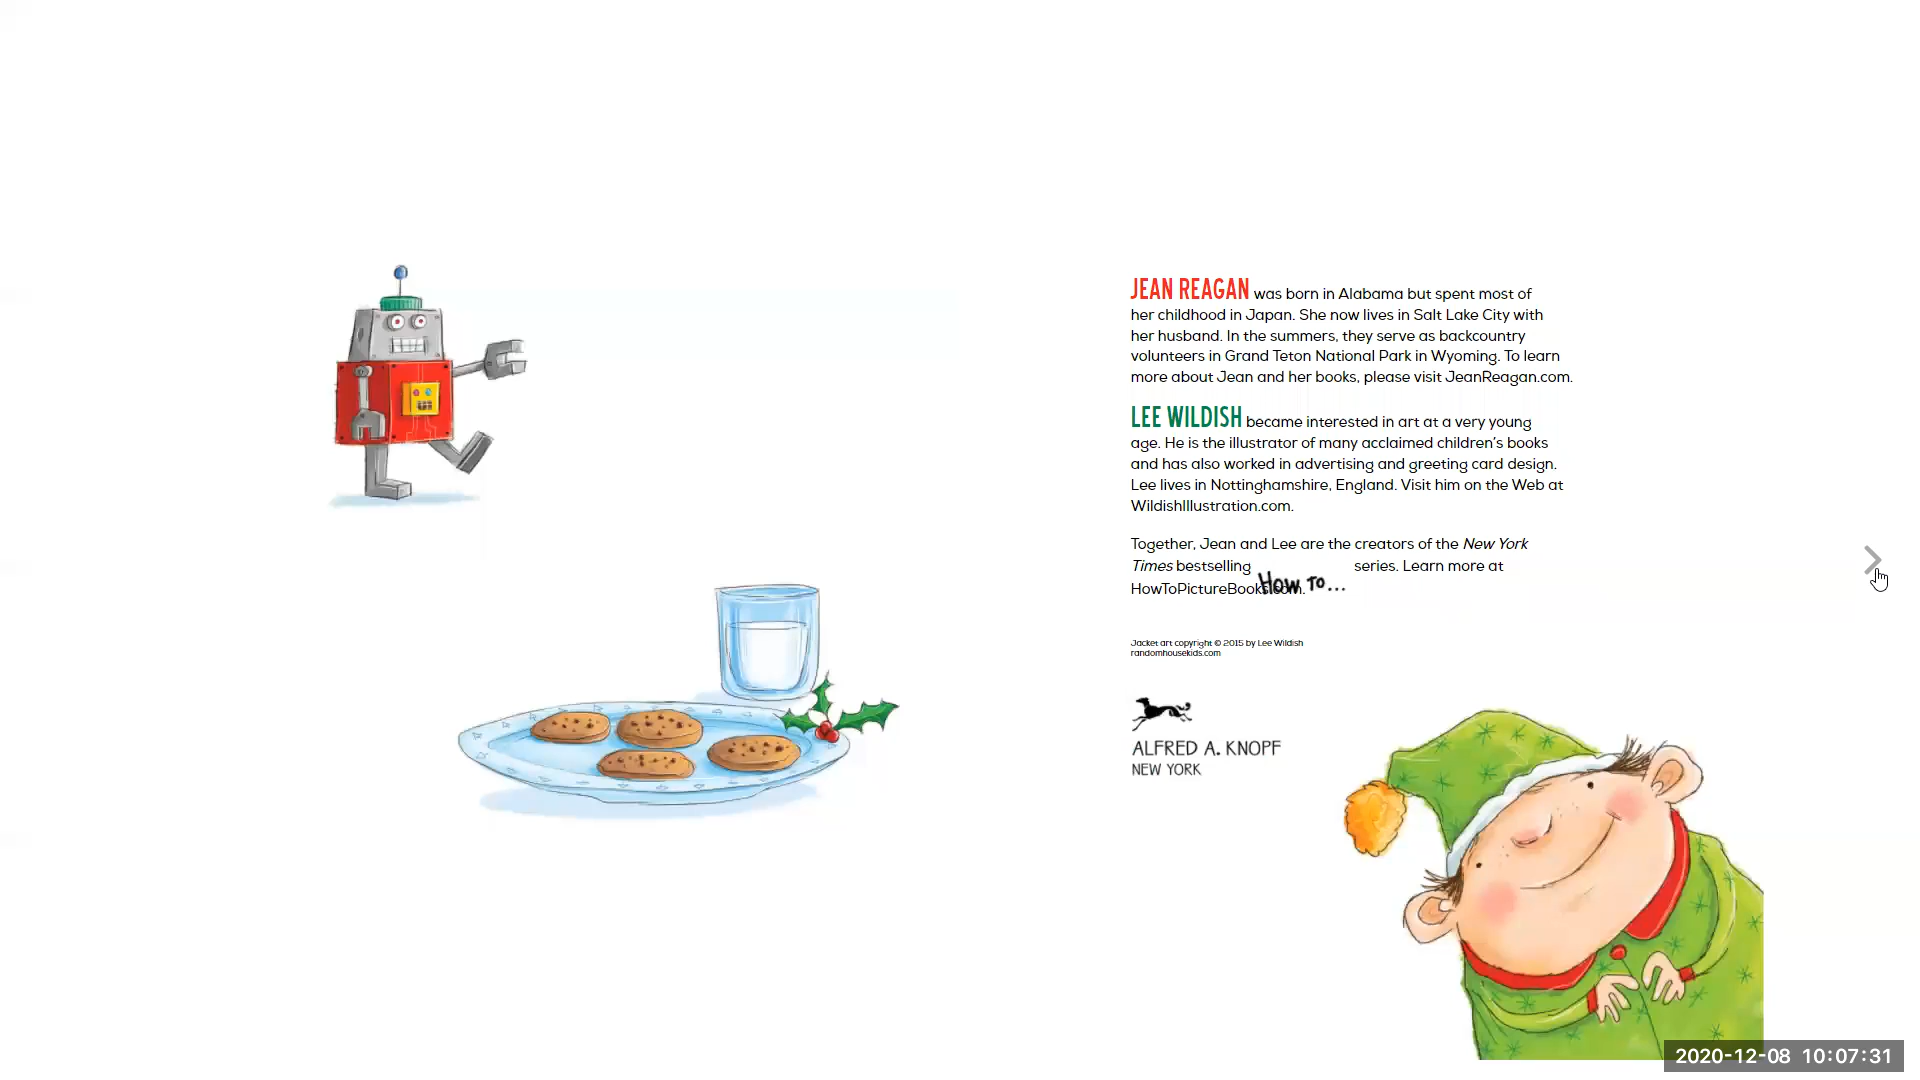 JEAN REAGAN was born in Alabama but spent most of
her childhood in Japan. She now lives in Salt Lake City with
her husband. In the summers, they serve as backcountry
volunteers in Grand Teton National Park in Wyoming. To learn
more about Jean and her books, please visit JeanReagan.com.
LEE WILDISH became interested in art at a very young
age. He is the illustrator of many acclaimed children’s books
and has also worked in advertising and greeting card design.
Lee lives in Nottinghamshire, England. Visit him on the Web at
WildishIllustration.com.
Together, Jean and Lee are the creators of the New York
Times bestselling How to... series. Learn more at
HowToPictureBooks.com.
Jacket art copyright © 2015 by Lee Wildish
randomhousekids.com
ALFRED A. KNOPF
NEW YORK
2020-12-08 10:07:31